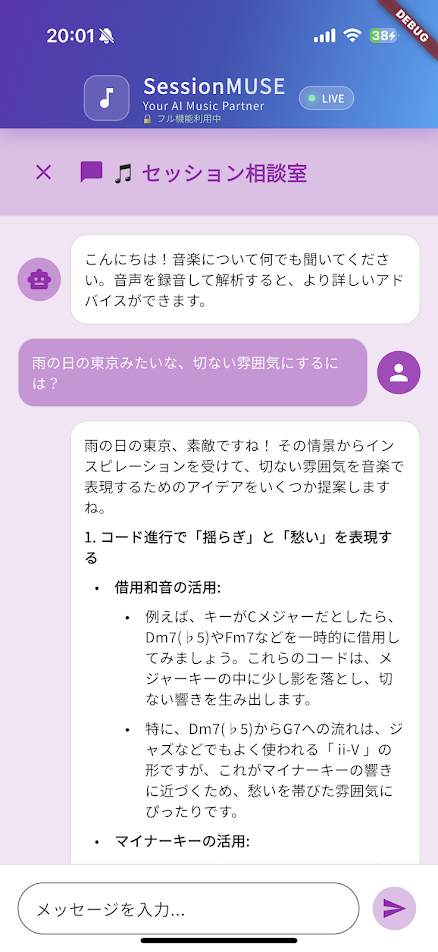 20:01
38
DEBUG
SessionMUSE
Your AI Music Partner
フル機能利用中
LIVE
セッション相談室
こんにちは！音楽について何でも聞いてくださ
い。音声を録音して解析すると、より詳しいアド
バイスができます。
雨の日の東京みたいな、切ない雰囲気にするに
は？
雨の日の東京、素敵ですね！ その情景からイン
スピレーションを受けて、切ない雰囲気を音楽で
表現するためのアイデアをいくつか提案します
ね。
1. コード進行で「揺らぎ」と「愁い」を表現す
る
• 借用和音の活用:
• 例えば、キーがCメジャーだとしたら、
Dm7(♭5)やFm7などを一時的に借用し
てみましょう。これらのコードは、メ
ジャーキーの中に少し影を落とし、切
ない響きを生み出します。
• 特に、Dm7(♭5)からG7への流れは、ジ
ャズなどでもよく使われる「 ii-V 」の
形ですが、これがマイナーキーの響き
に近づくため、愁いを帯びた雰囲気に
ぴったりです。
• マイナーキーの活用:
メッセージを入力...